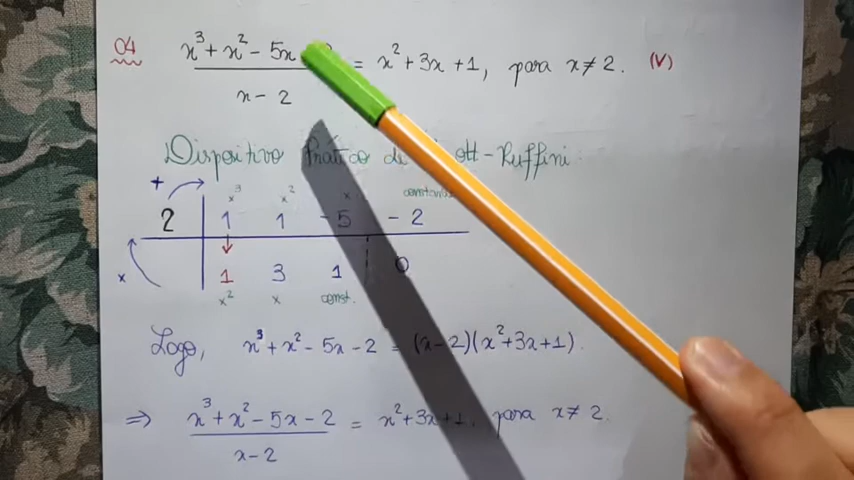 04 x³ + x² - 5x = x² + 3x + 1, para x ≠ 2. (V)
x - 2
Dispositivo Prático de - Ruffini
+ x³ x² x
2 1 1 -5 -2
x 1 3 1 0
x² x const.
Logo, x³ + x² - 5x - 2 = (x - 2)(x² + 3x + 1).
⇒ x³ + x² - 5x - 2 = x² + 3x + 1, para x ≠ 2.
x - 2